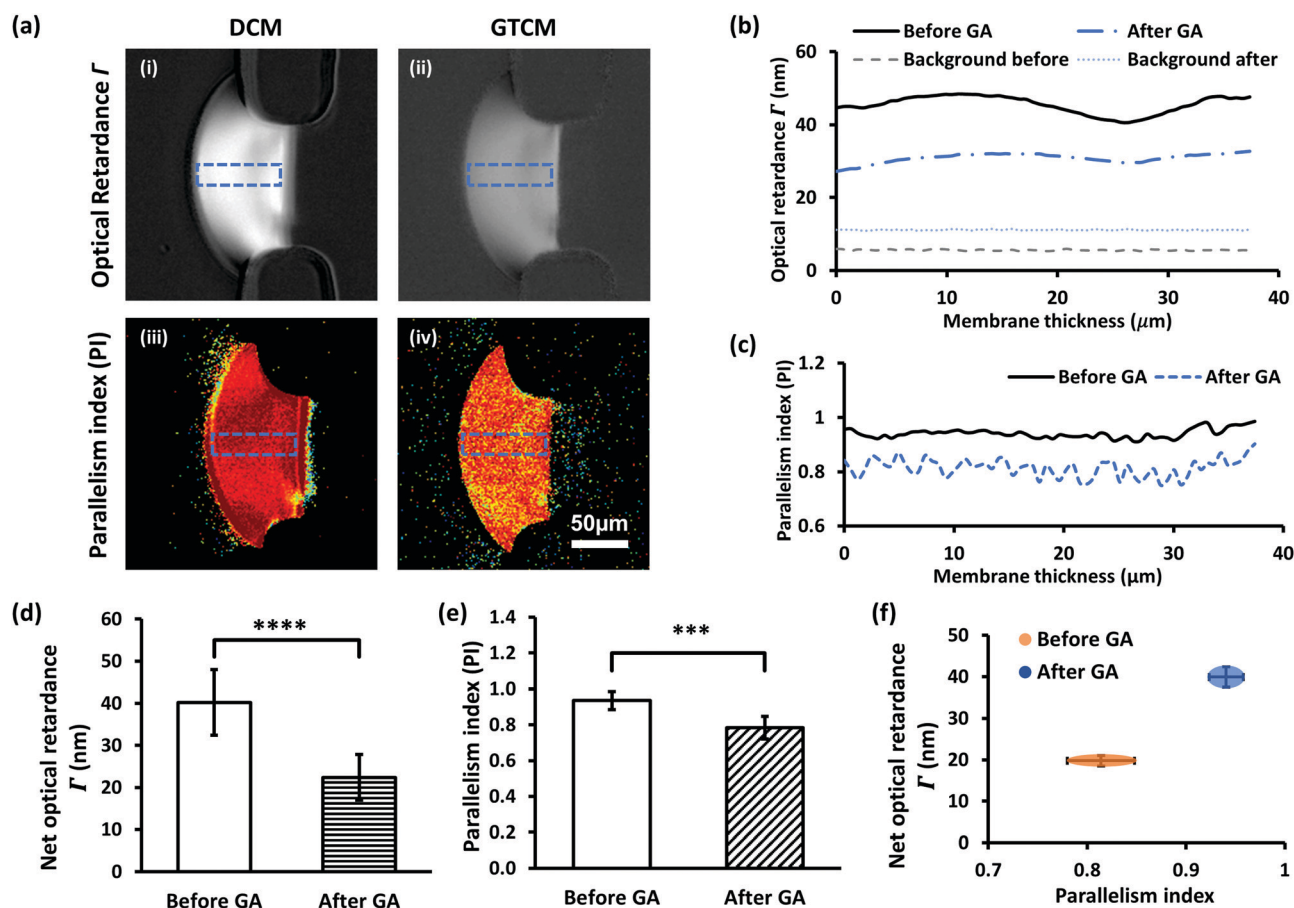 (a)
DCM
GTCM
Optical Retardance Γ
(i)
(ii)
Parallelism index (PI)
(iii)
(iv)
50µm
(b)
Before GA
After GA
Background before
Background after
Optical retardance Γ (nm)
60
40
20
0
0
10
20
30
40
Membrane thickness (µm)
(c)
Before GA
After GA
Parallelism index (PI)
1.2
1
0.8
0.6
0
10
20
30
40
Membrane thickness (µm)
(d)
Net optical retardance
Γ (nm)
60
50
40
30
20
10
0
****
Before GA
After GA
(e)
Parallelism index (PI)
1.4
1.2
1.0
0.8
0.6
0.4
0.2
0.0
***
Before GA
After GA
(f)
Before GA
After GA
Net optical retardance
Γ (nm)
50
40
30
20
10
0
0.7
0.8
0.9
1
Parallelism index